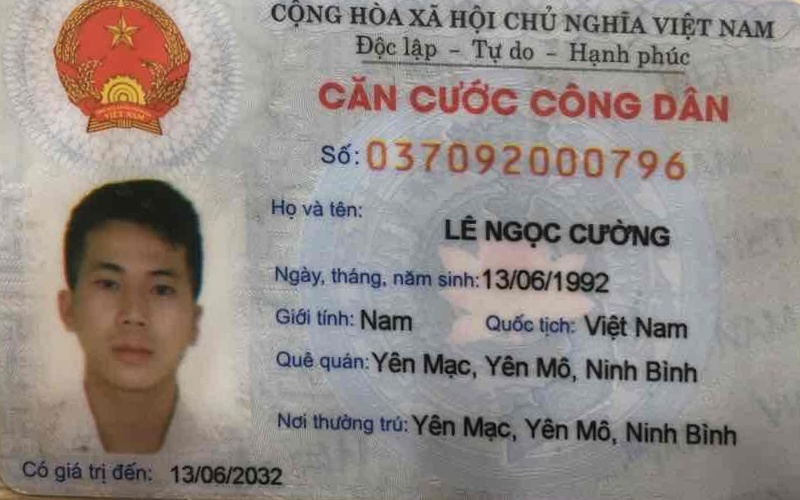 CỘNG HÒA XÃ HỘI CHỦ NGHĨA VIỆT NAM
Độc lập - Tự do - Hạnh phúc
CĂN CƯỚC CÔNG DÂN
Số: 037092000796
Họ và tên:
LÊ NGỌC CƯỜNG
Ngày, tháng, năm sinh: 13/06/1992
Giới tính: Nam Quốc tịch: Việt Nam
Quê quán: Yên Mạc, Yên Mô, Ninh Bình
Nơi thường trú: Yên Mạc, Yên Mô, Ninh Bình
Có giá trị đến: 13/06/2032